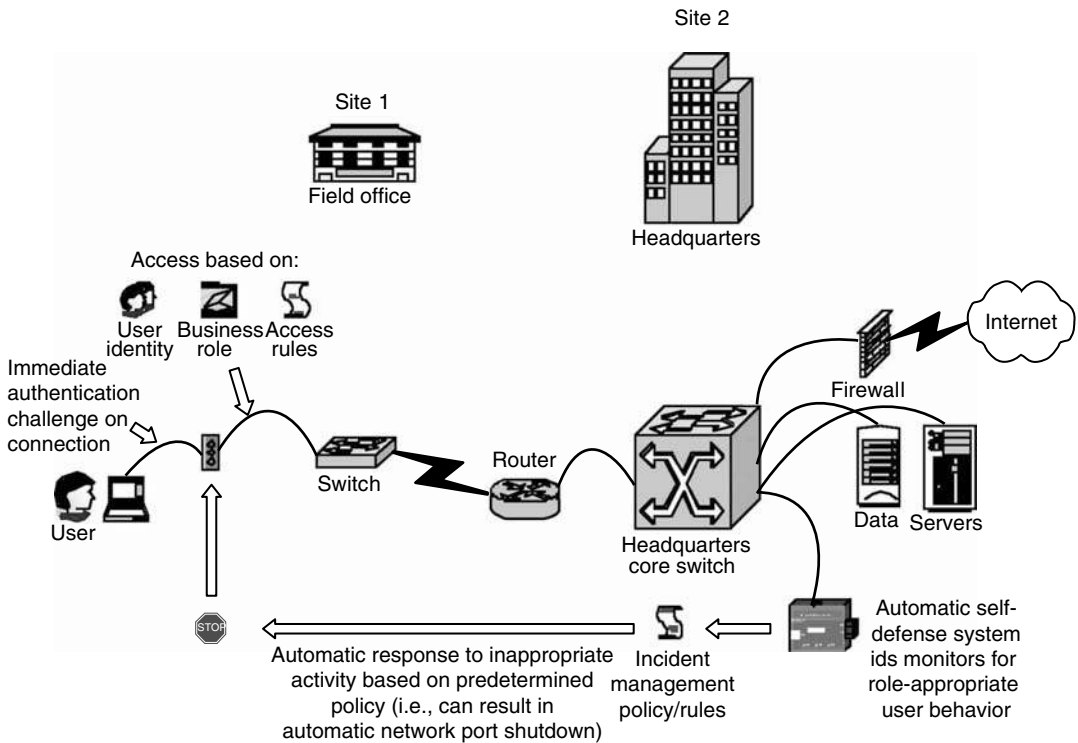 Site 2
Site 1
Field office
Headquarters
Access based on:
User
identity
Business
role
Access
rules
Immediate
authentication
challenge on
connection
User
Switch
Router
Headquarters
core switch
Firewall
Internet
Data
Servers
STOP
Automatic response to inappropriate
activity based on predetermined
policy (i.e., can result in
automatic network port shutdown)
Incident
management
policy/rules
Automatic self-
defense system
ids monitors for
role-appropriate
user behavior